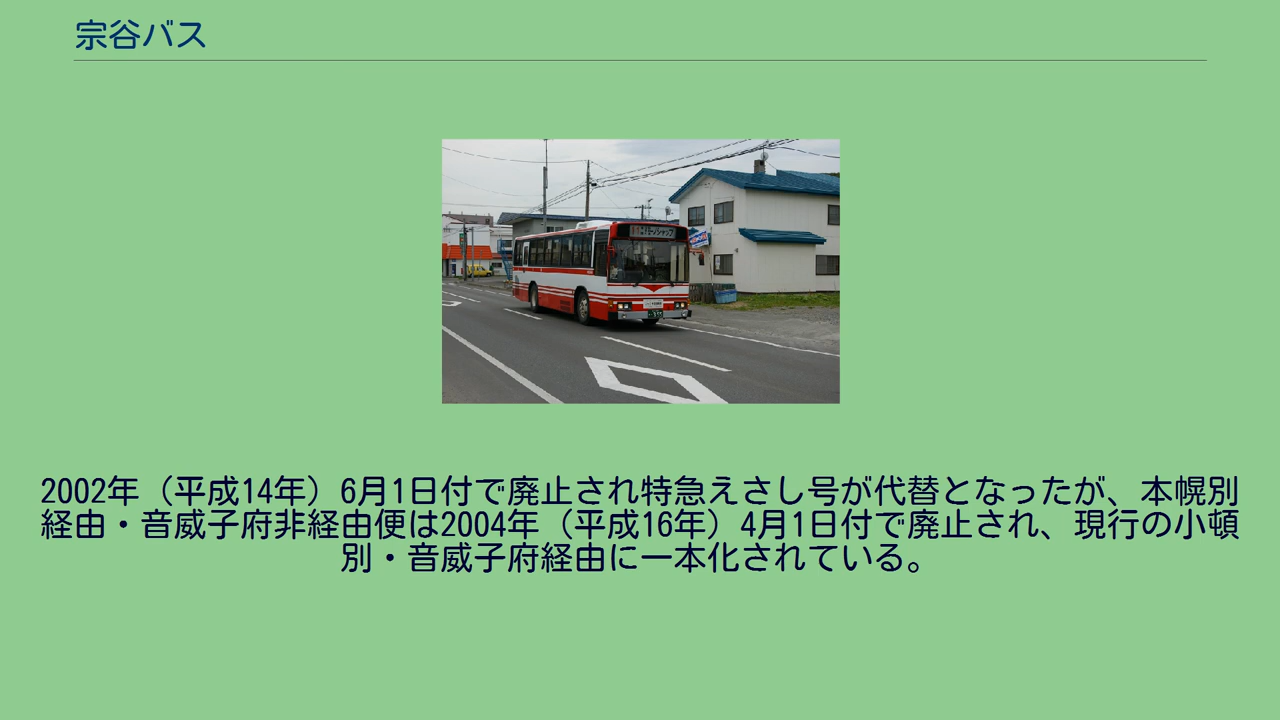 宗谷バス
2002年（平成14年）6月1日付で廃止され特急えさし号が代替となったが、本幌別
経由・音威子府非経由便は2004年（平成16年）4月1日付で廃止され、現行の小頓
別・音威子府経由に一本化されている。